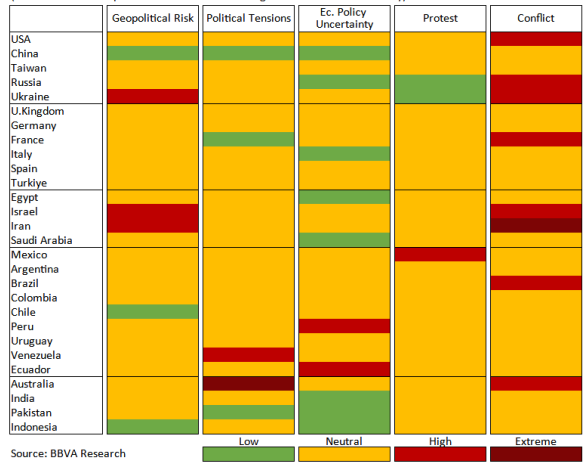 Geopolitical Risk Political Tensions Ec. Policy Uncertainty Protest Conflict
USA
China
Taiwan
Russia
Ukraine
U.Kingdom
Germany
France
Italy
Spain
Turkiye
Egypt
Israel
Iran
Saudi Arabia
Mexico
Argentina
Brazil
Colombia
Chile
Peru
Uruguay
Venezuela
Ecuador
Australia
India
Pakistan
Indonesia
Low Neutral High Extreme
Source: BBVA Research